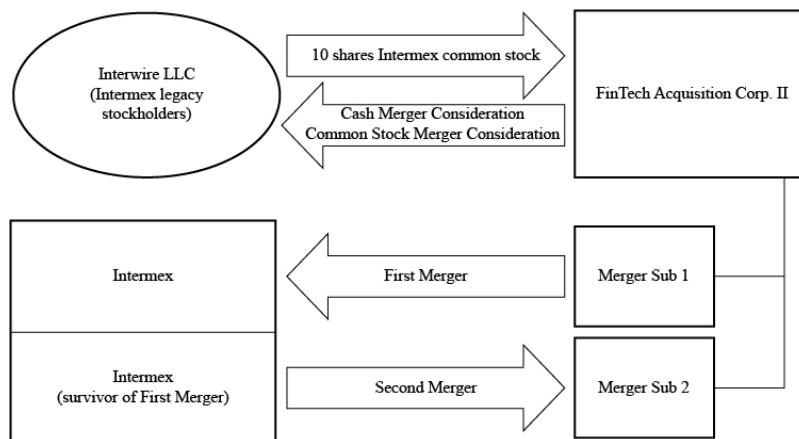 Interwire LLC
(Intermex legacy
stockholders)
10 shares Intermex common stock
Cash Merger Consideration
Common Stock Merger Consideration
FinTech Acquisition Corp. II
Intermex
First Merger
Merger Sub 1
Intermex
(survivor of First Merger)
Second Merger
Merger Sub 2